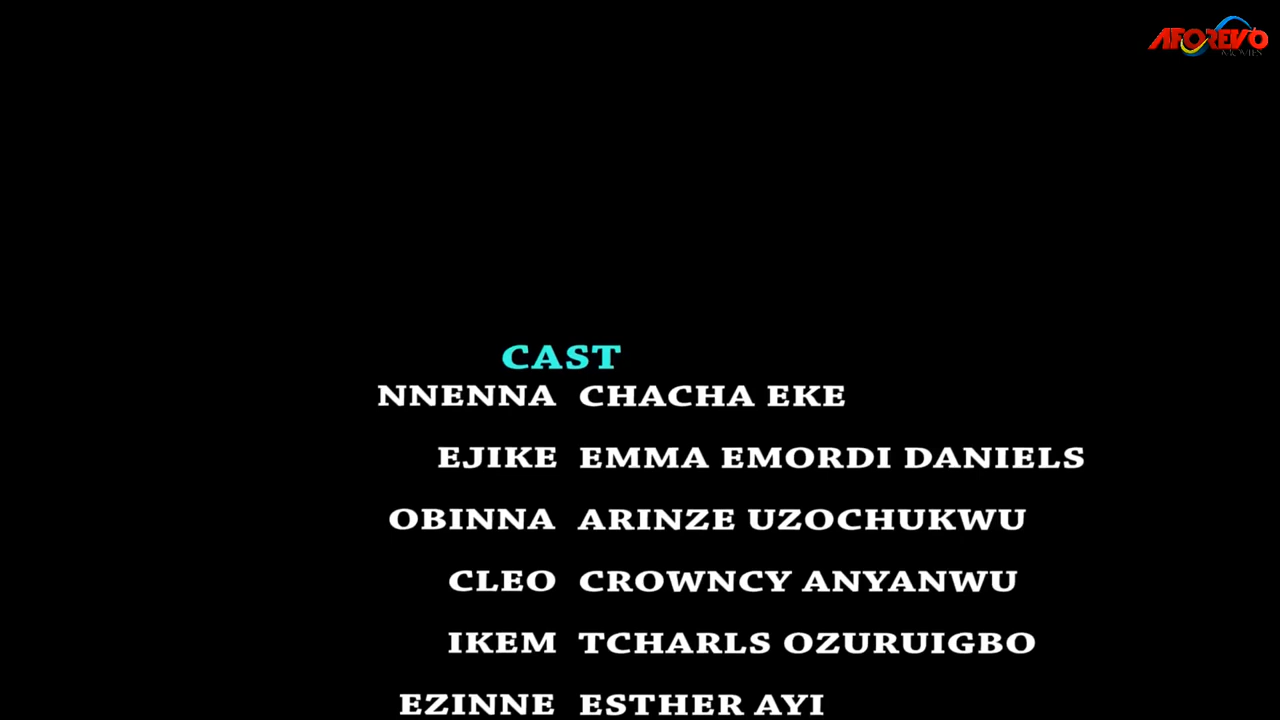 AFOREVO
MOVIES
CAST
NNENNA CHACHA EKE
EJIKE EMMA EMORDI DANIELS
OBINNA ARINZE UZOCHUKWU
CLEO CROWNCY ANYANWU
IKEM TCHARLS OZURUIGBO
EZINNE ESTHER AYI